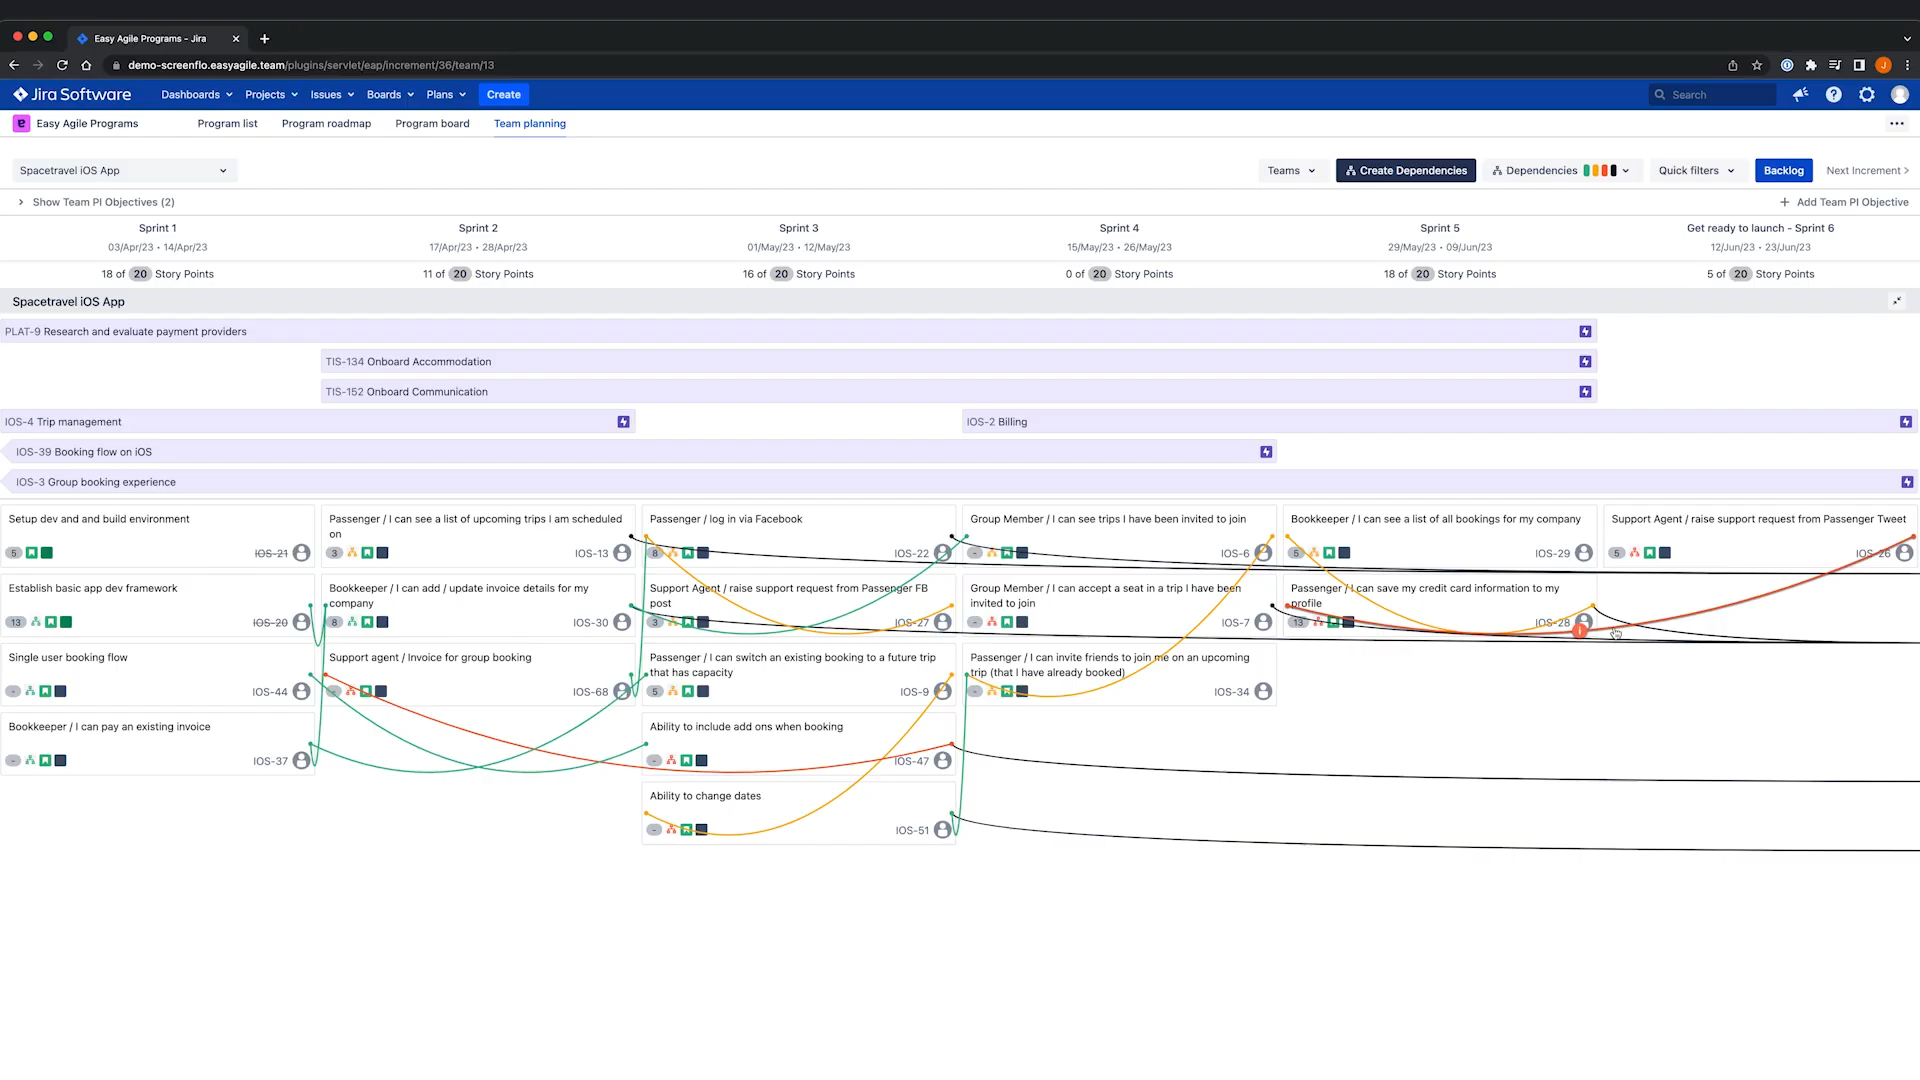 Easy Agile Programs - Jira
demo-screenflo.easyagile.team/plugins/servlet/eap/increment/36/team/13
J
Jira Software Dashboards Projects Issues Boards Plans Create Search
Easy Agile Programs Program list Program roadmap Program board Team planning
Spacetravel iOS App Teams Create Dependencies Dependencies Quick filters Backlog Next Increment >
Show Team PI Objectives (2) + Add Team PI Objective
Sprint 1 Sprint 2 Sprint 3 Sprint 4 Sprint 5 Get ready to launch - Sprint 6
03/Apr/23 • 14/Apr/23 17/Apr/23 • 28/Apr/23 01/May/23 • 12/May/23 15/May/23 • 26/May/23 29/May/23 • 09/Jun/23 12/Jun/23 • 23/Jun/23
18 of 20 Story Points 11 of 20 Story Points 16 of 20 Story Points 0 of 20 Story Points 18 of 20 Story Points 5 of 20 Story Points
Spacetravel iOS App
PLAT-9 Research and evaluate payment providers
TIS-134 Onboard Accommodation
TIS-152 Onboard Communication
IOS-4 Trip management IOS-2 Billing
IOS-39 Booking flow on iOS
IOS-3 Group booking experience
Setup dev and and build environment
5 IOS-21
Establish basic app dev framework
13 IOS-20
Single user booking flow
- IOS-44
Bookkeeper / I can pay an existing invoice
- IOS-37
Passenger / I can see a list of upcoming trips I am scheduled
on
3 IOS-13
Bookkeeper / I can add / update invoice details for my
company
8 IOS-30
Support agent / Invoice for group booking
- IOS-68
Passenger / log in via Facebook
8 IOS-22
Support Agent / raise support request from Passenger FB
post
3 IOS-27
Passenger / I can switch an existing booking to a future trip
that has capacity
5 IOS-9
Ability to include add ons when booking
- IOS-47
Ability to change dates
- IOS-51
Group Member / I can see trips I have been invited to join
- IOS-6
Group Member / I can accept a seat in a trip I have been
invited to join
- IOS-7
Passenger / I can invite friends to join me on an upcoming
trip (that I have already booked)
- IOS-34
Bookkeeper / I can see a list of all bookings for my company
5 IOS-29
Passenger / I can save my credit card information to my
profile
13 IOS-28
Support Agent / raise support request from Passenger Tweet
5 IOS-26